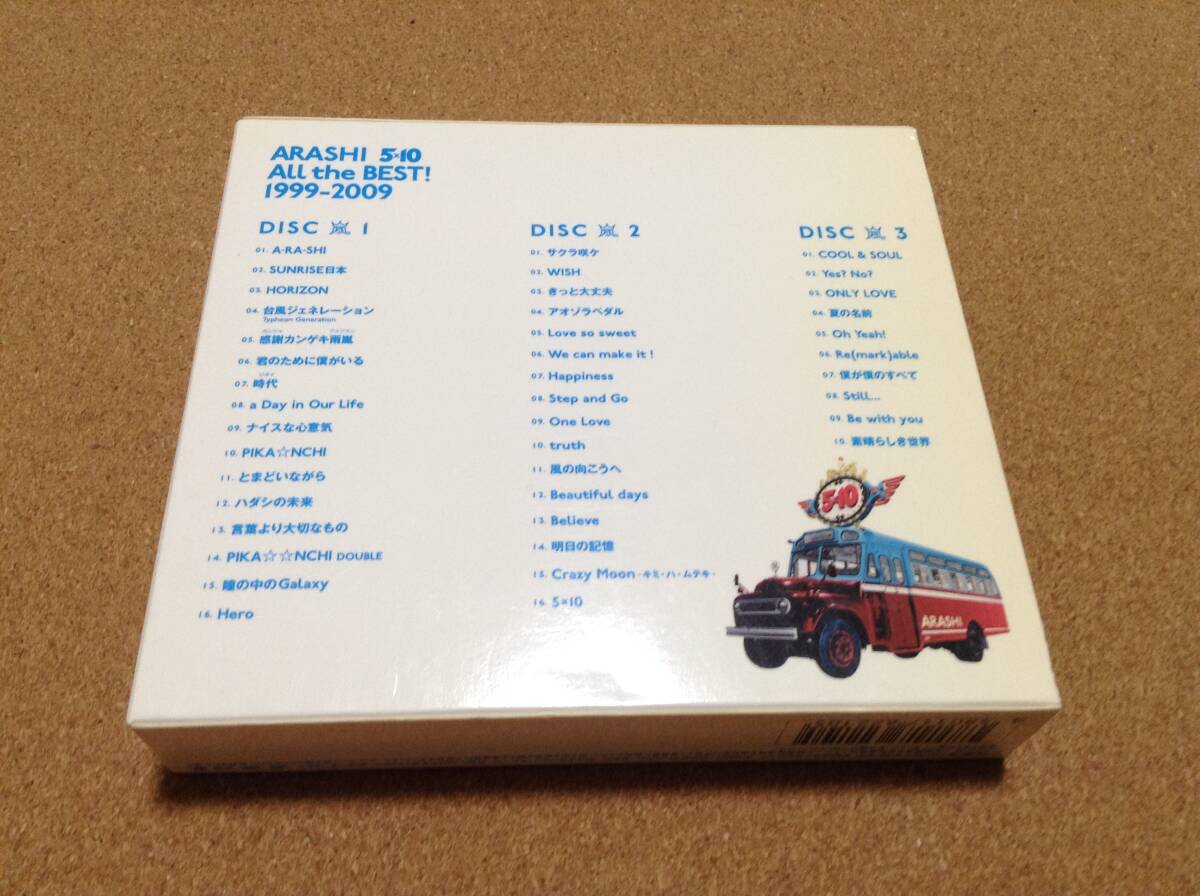 ARASHI 5×10
All the BEST!
1999-2009
DISC 1
01. A・RA・SHI
02. SUNRISE日本
03. HORIZON
04. 台風ジェネレーション
Typhoon Generation
05. 感謝カンゲキ雨嵐
06. 君のために僕がいる
07. 時代
08. a Day in Our Life
09. ナイスな心意気
10. PIKA☆NCHI
11. とまどいながら
12. ハダシの未来
13. 言葉より大切なもの
14. PIKA☆☆NCHI DOUBLE
15. 瞳の中のGalaxy
16. Hero
DISC 2
01. サクラ咲ケ
02. WISH
03. きっと大丈夫
04. アオゾラペダル
05. Love so sweet
06. We can make it!
07. Happiness
08. Step and Go
09. One Love
10. truth
11. 風の向こうへ
12. Beautiful days
13. Believe
14. 明日の記憶
15. Crazy Moon -キミ・ハ・ムテキ-
16. 5×10
DISC 3
01. COOL & SOUL
02. Yes? No?
03. ONLY LOVE
04. 夏の名前
05. Oh Yeah!
06. Re(mark)able
07. 僕が僕のすべて
08. Still...
09. Be with you
10. 素晴らしき世界
5×10
ARASHI